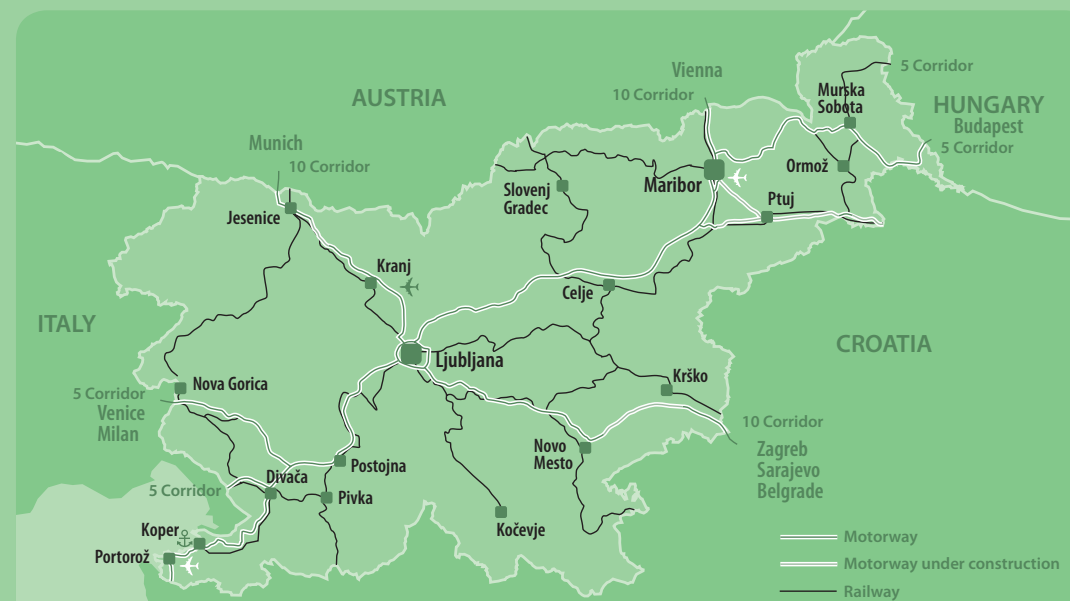 5 Corridor
Vienna
10 Corridor
AUSTRIA
Murska
Sobota
HUNGARY
Budapest
5 Corridor
Munich
10 Corridor
Ormož
Maribor
Slovenj
Gradec
Ptuj
Jesenice
Kranj
Celje
ITALY
CROATIA
Ljubljana
Nova Gorica
Krško
5 Corridor
Venice
Milan
10 Corridor
Zagreb
Sarajevo
Belgrade
Novo
Mesto
Postojna
Divača
5 Corridor
Pivka
Kočevje
Koper
Portorož
Motorway
Motorway under construction
Railway